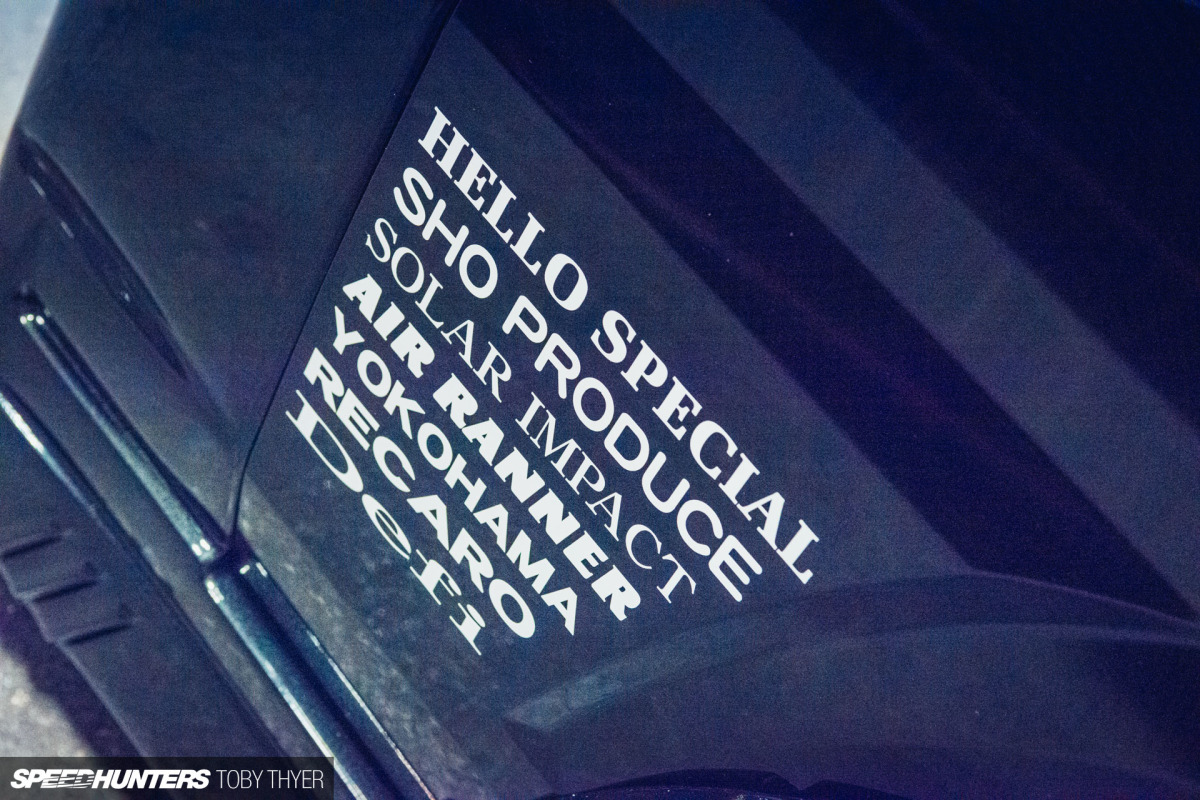 HELLO SPECIAL
SHO PRODUCE
SOLAR IMPACT
AIR RANNER
YOKOHAMA
RECARO
Defi
SPEEDHUNTERS TOBY THYER